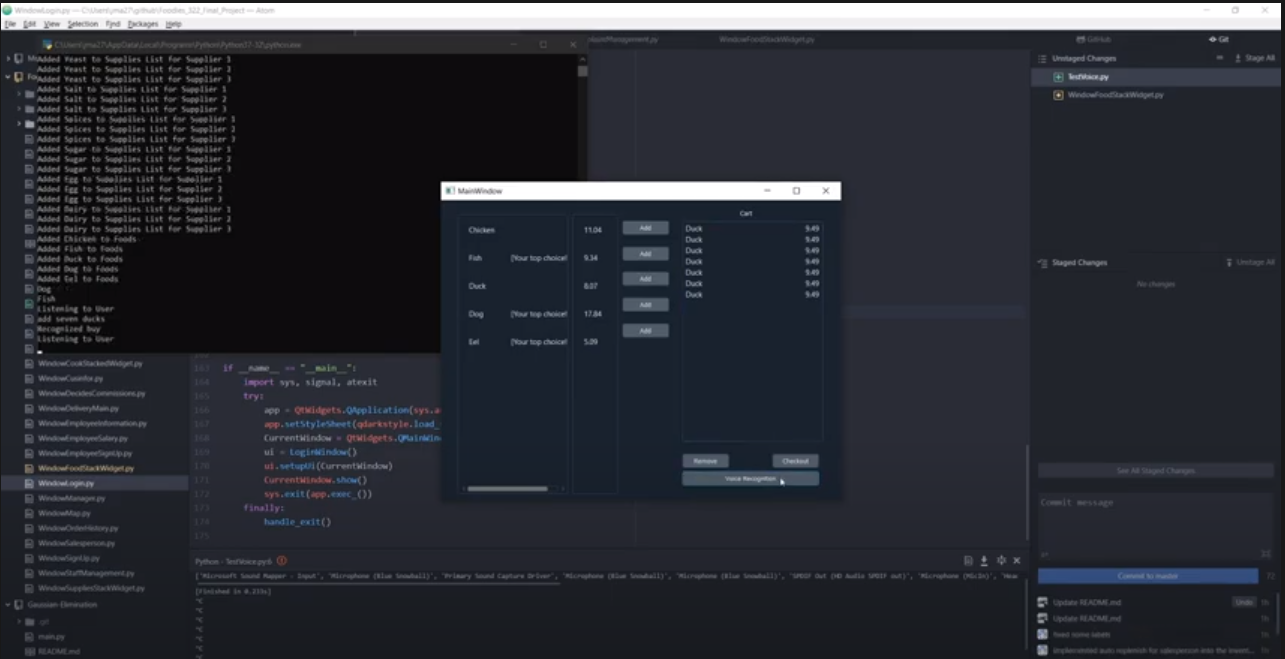 WindowLogin.py — C:\Users\jma27\github\Foodies_322_Final_Project — Atom
File Edit View Selection Find Packages Help
C:\Users\jma27\AppData\Local\Programs\Python\Python37-32\python.exe
WindowFoodStackWidget.py
GitHub
Git
Added Yeast to Supplies List for Supplier 1
Added Yeast to Supplies List for Supplier 2
Added Yeast to Supplies List for Supplier 3
Added Salt to Supplies List for Supplier 1
Added Salt to Supplies List for Supplier 2
Added Salt to Supplies List for Supplier 3
Added Spices to Supplies List for Supplier 1
Added Spices to Supplies List for Supplier 2
Added Spices to Supplies List for Supplier 3
Added Sugar to Supplies List for Supplier 1
Added Sugar to Supplies List for Supplier 2
Added Sugar to Supplies List for Supplier 3
Added Egg to Supplies List for Supplier 1
Added Egg to Supplies List for Supplier 2
Added Egg to Supplies List for Supplier 3
Added Dairy to Supplies List for Supplier 1
Added Dairy to Supplies List for Supplier 2
Added Dairy to Supplies List for Supplier 3
Added Chicken to Foods
Added Fish to Foods
Added Duck to Foods
Added Dog to Foods
Added Eel to Foods
Dog
Fish
Listening to User
add seven ducks
Recognized buy
Listening to User
WindowCookStackedWidget.py
WindowCusinfor.py
WindowDecidesCommissions.py
WindowDeliveryMain.py
WindowEmployeeInformation.py
WindowEmployeeSalary.py
WindowEmployeeSignUp.py
WindowFoodStackWidget.py
WindowLogin.py
WindowManager.py
WindowMap.py
WindowOrderHistory.py
WindowSalesperson.py
WindowSignUp.py
WindowStaffManagement.py
WindowSuppliesStackWidget.py
Gaussian-Elimination
.git
main.py
README.md
163 if __name__ == "__main__":
164 import sys, signal, atexit
165 try:
166 app = QtWidgets.QApplication(sys.a
167 app.setStyleSheet(qdarkstyle.load_
168 CurrentWindow = QtWidgets.QMainWin
169 ui = LoginWindow()
170 ui.setupUi(CurrentWindow)
171 CurrentWindow.show()
172 sys.exit(app.exec_())
173 finally:
174 handle_exit()
175
MainWindow
Chicken 11.04 Add
Fish [Your top choice! 9.34 Add
Duck 8.07 Add
Dog [Your top choice! 17.84 Add
Eel [Your top choice! 5.09 Add
Cart
Duck 9.49
Duck 9.49
Duck 9.49
Duck 9.49
Duck 9.49
Duck 9.49
Duck 9.49
Remove
Checkout
Voice Recognition
Python - TestVoice.py:6
['Microsoft Sound Mapper - Input', 'Microphone (Blue Snowball)', 'Primary Sound Capture Driver', 'Microphone (Blue Snowball)', 'Microphone (Blue Snowball)', 'SPDIF Out (HD Audio SPDIF out)', 'Microphone (MicIn)', 'Hea
[Finished in 0.233s]
Unstaged Changes
Stage All
TestVoice.py
WindowFoodStackWidget.py
Staged Changes
Unstage All
No changes
See All Staged Changes
Commit message
Commit to master
72
Update README.md
Undo
1h
Update README.md
1h
fixed some labels
1h
implemented auto replenish for salesperson into the invent...